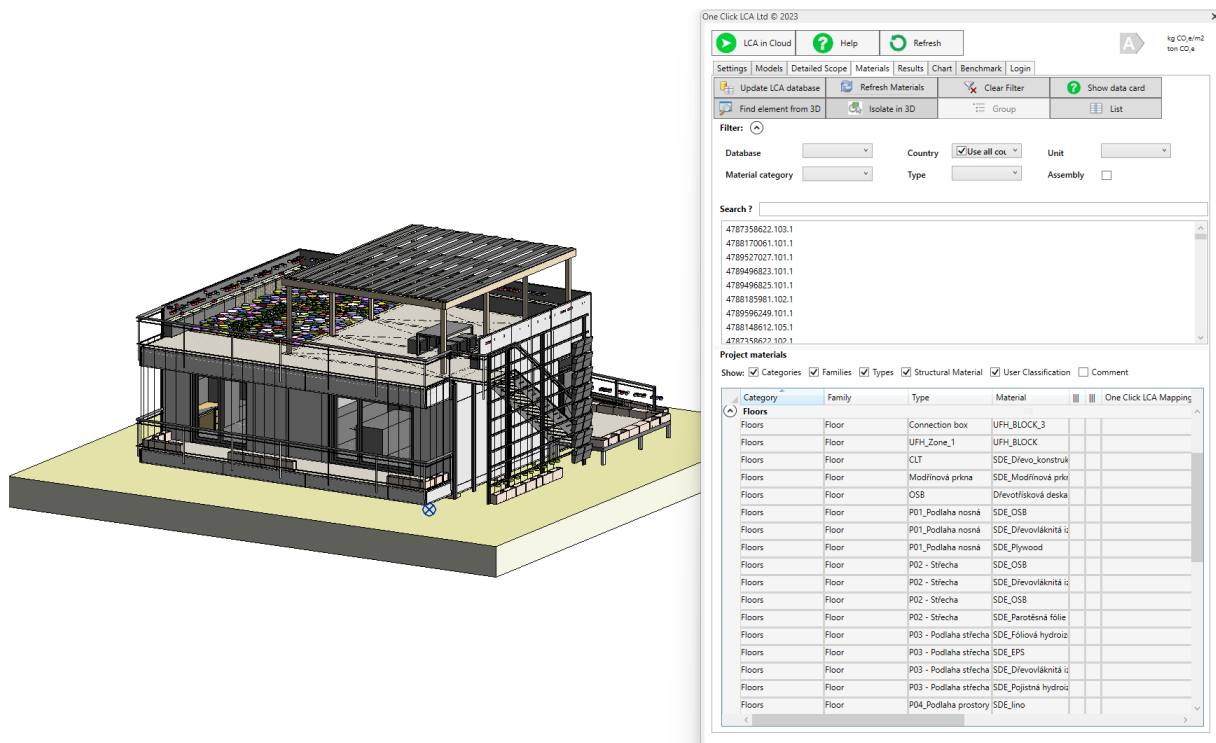 One Click LCA Ltd © 2023
LCA in Cloud Help Refresh A kg CO₂e/m2
ton CO₂e
Settings Models Detailed Scope Materials Results Chart Benchmark Login
Update LCA database Refresh Materials Clear Filter Show data card
Find element from 3D Isolate in 3D Group List
Filter:
Database Country Use all cou Unit
Material category Type Assembly
Search ?
4787358622.103.1
4788170061.101.1
4789527027.101.1
4789496823.101.1
4789496825.101.1
4788185981.102.1
4789596249.101.1
4788148612.105.1
4787358622.102.1
Project materials
Show: Categories Families Types Structural Material User Classification Comment
Category Family Type Material One Click LCA Mapping
Floors
Floors Floor Connection box UFH_BLOCK_3
Floors Floor UFH_Zone_1 UFH_BLOCK
Floors Floor CLT SDE_Dřevo_konstruk
Floors Floor Modřínová prkna SDE_Modřínová prkn
Floors Floor OSB Dřevotřísková deska
Floors Floor P01_Podlaha nosná SDE_OSB
Floors Floor P01_Podlaha nosná SDE_Dřevovláknitá iz
Floors Floor P01_Podlaha nosná SDE_Plywood
Floors Floor P02 - Střecha SDE_OSB
Floors Floor P02 - Střecha SDE_Dřevovláknitá iz
Floors Floor P02 - Střecha SDE_OSB
Floors Floor P02 - Střecha SDE_Parotěsná fólie
Floors Floor P03 - Podlaha střecha SDE_Fóliová hydroiz
Floors Floor P03 - Podlaha střecha SDE_EPS
Floors Floor P03 - Podlaha střecha SDE_Dřevovláknitá iz
Floors Floor P03 - Podlaha střecha SDE_Pojistná hydroiz
Floors Floor P04_Podlaha prostory SDE_lino